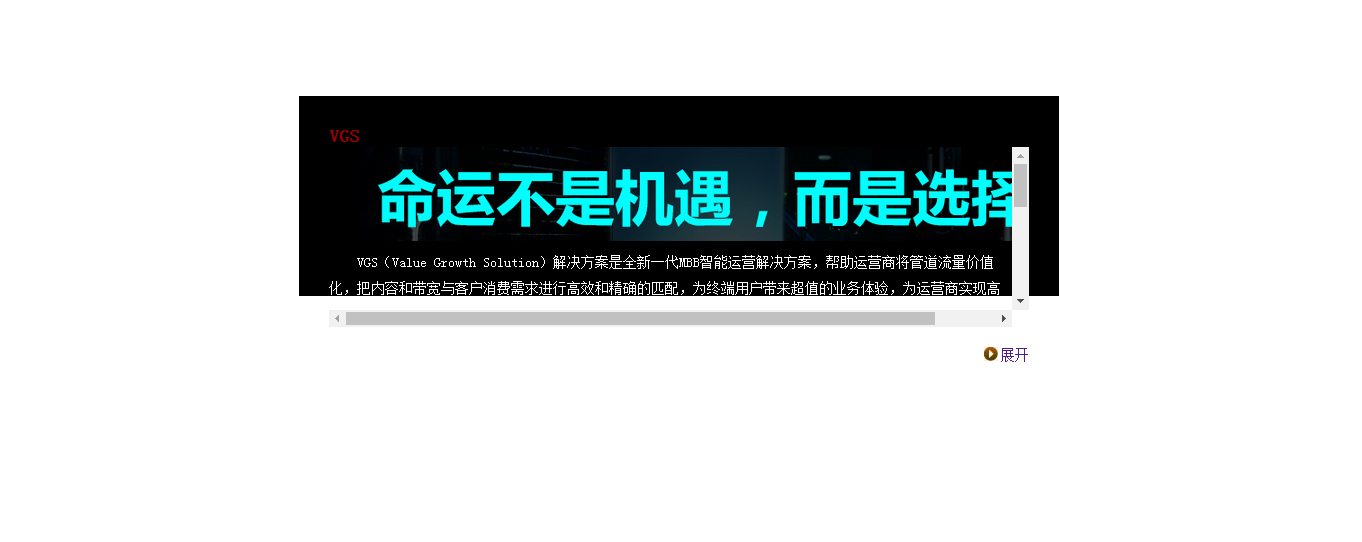 VGS
命运不是机遇，而是选择
VGS（Value Growth Solution）解决方案是全新一代MBB智能运营解决方案，帮助运营商将管道流量价值
化，把内容和带宽与客户消费需求进行高效和精确的匹配，为终端用户带来超值的业务体验，为运营商实现高
展开